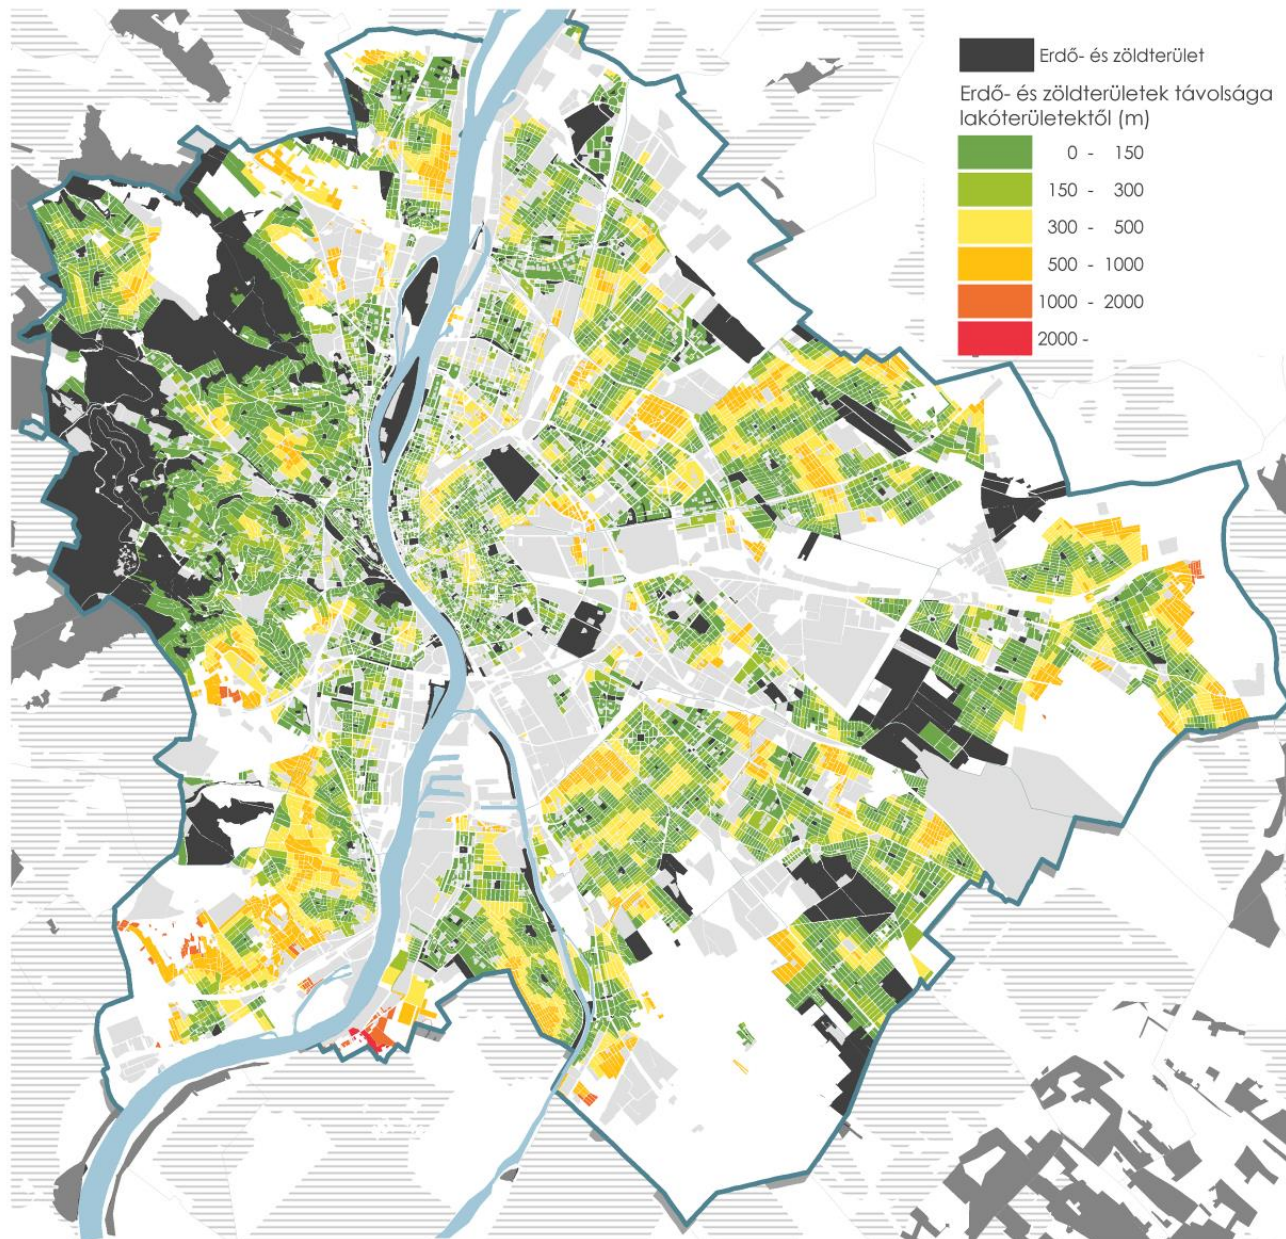 Erdő- és zöldterület
Erdő- és zöldterületek távolsága
lakóterületektől (m)
0 - 150
150 - 300
300 - 500
500 - 1000
1000 - 2000
2000 -